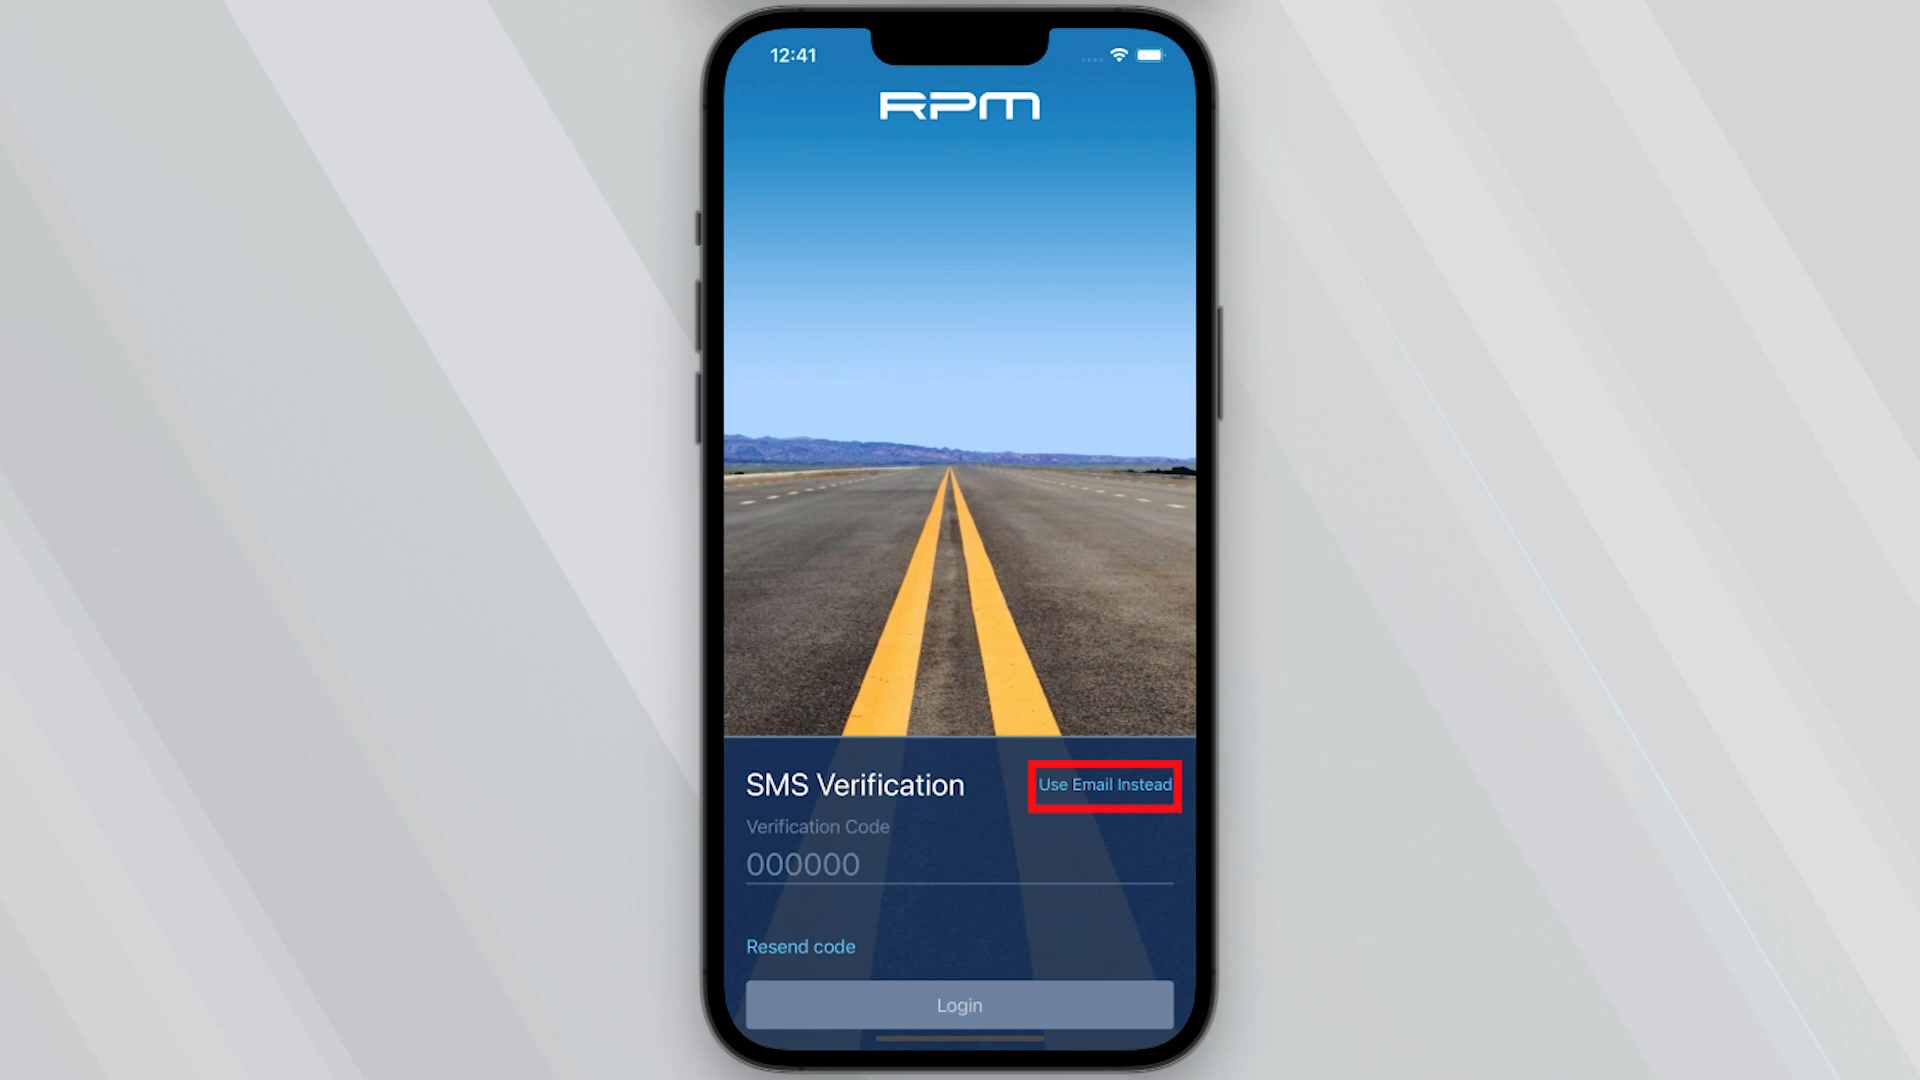 12:41
RPM
SMS Verification
Use Email Instead
Verification Code
000000
Resend code
Login